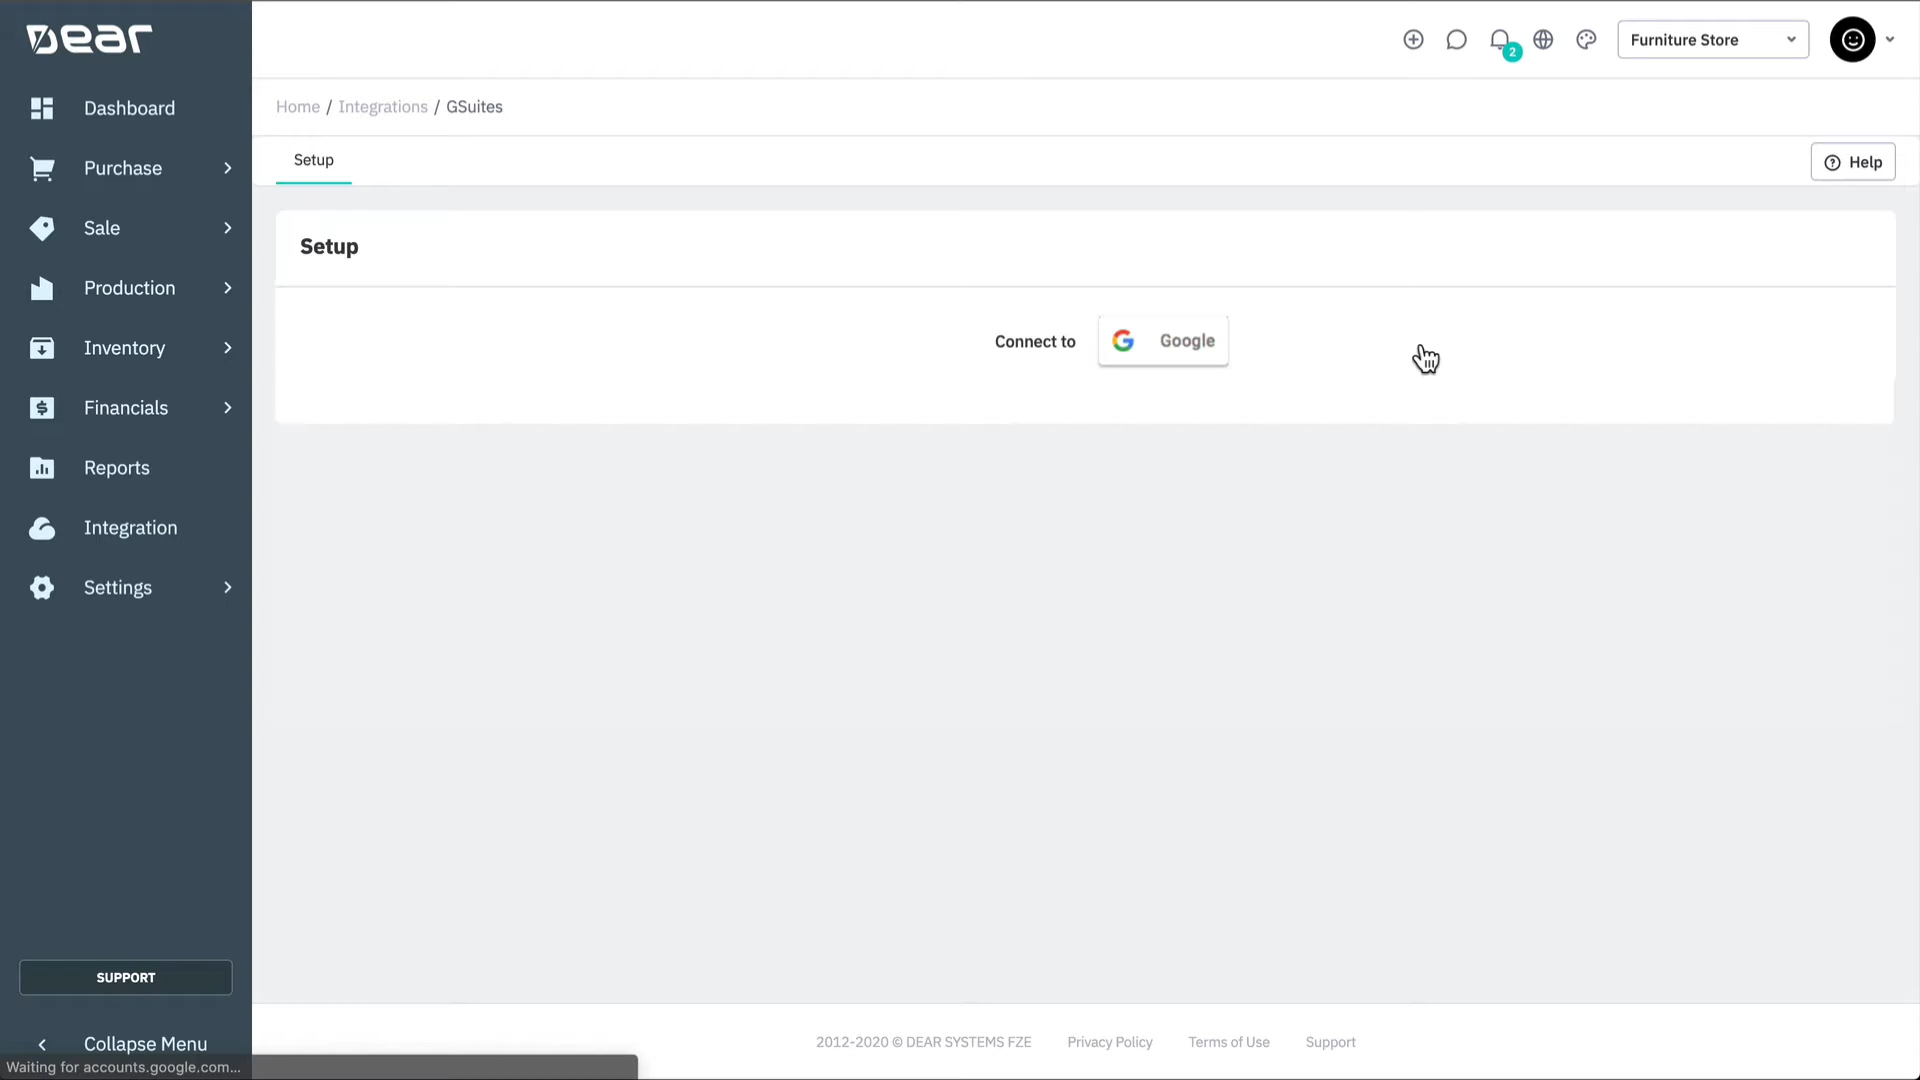 Dear
2
Furniture Store
Dashboard
Home / Integrations / GSuites
Purchase
Setup
Help
Sale
Setup
Production
Connect to
Google
Inventory
Financials
Reports
Integration
Settings
SUPPORT
Collapse Menu
2012-2020 © DEAR SYSTEMS FZE
Privacy Policy
Terms of Use
Support
Waiting for accounts.google.com...